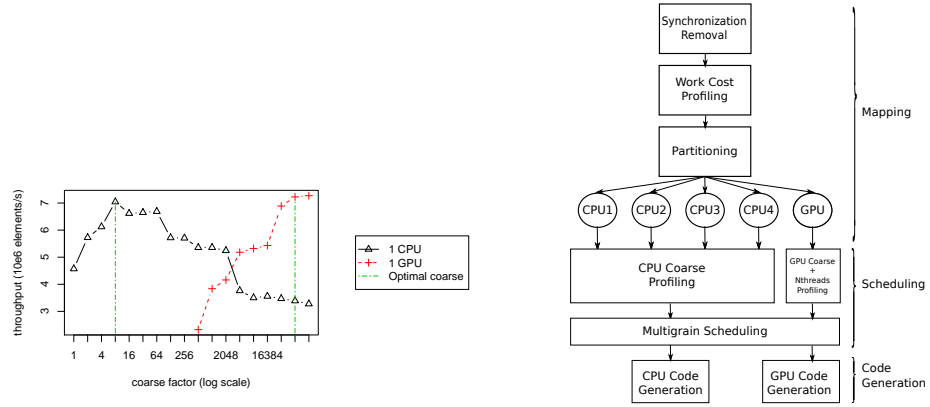 throughput (10e6 elements/s)
7
6
5
4
3
1 4 16 64 256 2048 16384
coarse factor (log scale)
1 CPU
1 GPU
Optimal coarse
Synchronization
Removal
Work Cost
Profiling
Partitioning
Mapping
CPU1 CPU2 CPU3 CPU4 GPU
CPU Coarse
Profiling
GPU Coarse
+
Nthreads
Profiling
Scheduling
Multigrain Scheduling
CPU Code
Generation
GPU Code
Generation
Code
Generation